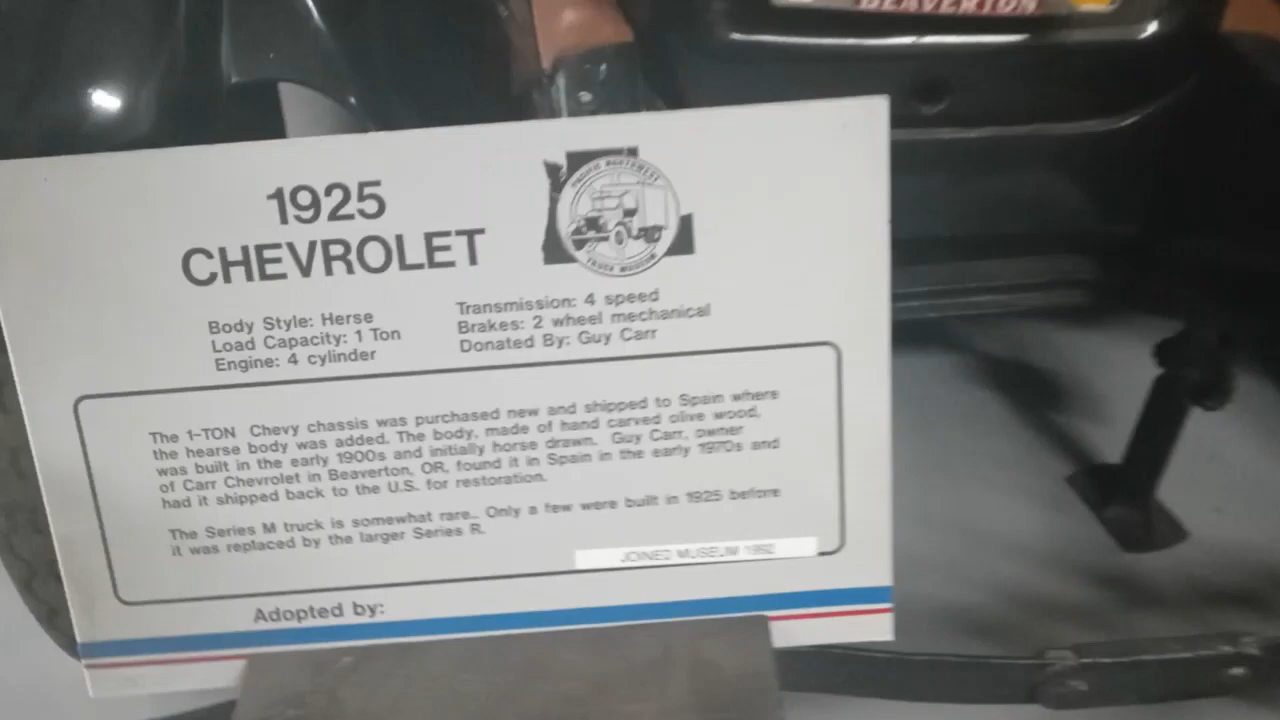 BEAVERTON
1925
CHEVROLET
PACIFIC NORTHWEST
TRUCK MUSEUM
Body Style: Herse
Load Capacity: 1 Ton
Engine: 4 cylinder
Transmission: 4 speed
Brakes: 2 wheel mechanical
Donated By: Guy Carr
The 1-TON Chevy chassis was purchased new and shipped to Spain where
the hearse body was added. The body, made of hand carved olive wood,
was built in the early 1900s and initially horse drawn. Guy Carr, owner
of Carr Chevrolet in Beaverton, OR, found it in Spain in the early 1970s and
had it shipped back to the U.S. for restoration.
The Series M truck is somewhat rare.. Only a few were built in 1925 before
it was replaced by the larger Series R.
JOINED MUSEUM 1992
Adopted by: